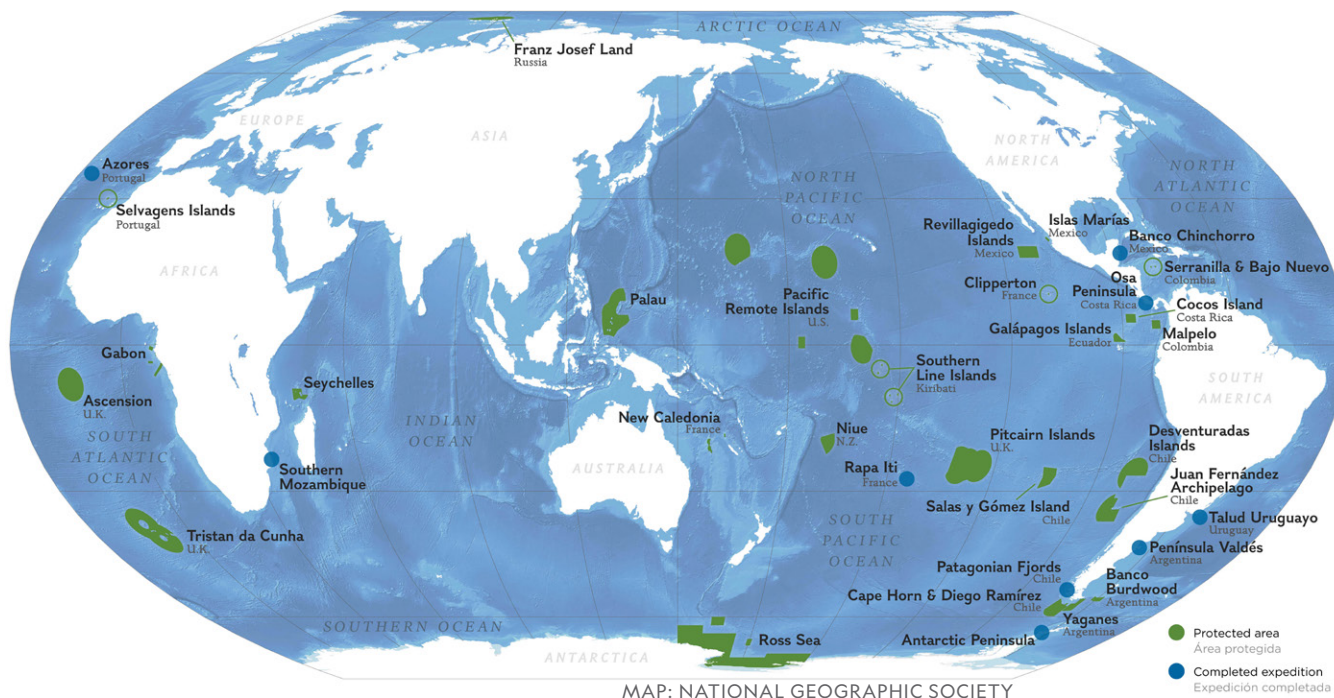 ARCTIC OCEAN
Franz Josef Land
Russia
EUROPE
ASIA
NORTH
AMERICA
Azores
Portugal
Selvagens Islands
Portugal
NORTH
PACIFIC
OCEAN
NORTH
ATLANTIC
OCEAN
Revillagigedo
Islands
Mexico
Islas Marías
Mexico
Banco Chinchorro
Mexico
AFRICA
Serranilla & Bajo Nuevo
Colombia
Clipperton
France
Osa
Peninsula
Costa Rica
Palau
Pacific
Remote Islands
U.S.
Cocos Island
Costa Rica
Galápagos Islands
Ecuador
Malpelo
Colombia
Gabon
Southern
Line Islands
Kiribati
Seychelles
SOUTH
AMERICA
Ascension
U.K.
INDIAN
OCEAN
New Caledonia
France
SOUTH
ATLANTIC
OCEAN
Niue
N.Z.
Pitcairn Islands
U.K.
Desventuradas
Islands
Chile
AUSTRALIA
Southern
Mozambique
Rapa Iti
France
Juan Fernández
Archipelago
Chile
Salas y Gómez Island
Chile
Talud Uruguayo
Uruguay
Tristan da Cunha
U.K.
SOUTH
PACIFIC
OCEAN
Península Valdés
Argentina
Patagonian Fjords
Chile
Banco
Burdwood
Argentina
Cape Horn & Diego Ramírez
Chile
Yaganes
Argentina
SOUTHERN OCEAN
Ross Sea
Antarctic Peninsula
ANTARCTICA
Protected area
Área protegida
Completed expedition
Expedición completada
MAP: NATIONAL GEOGRAPHIC SOCIETY